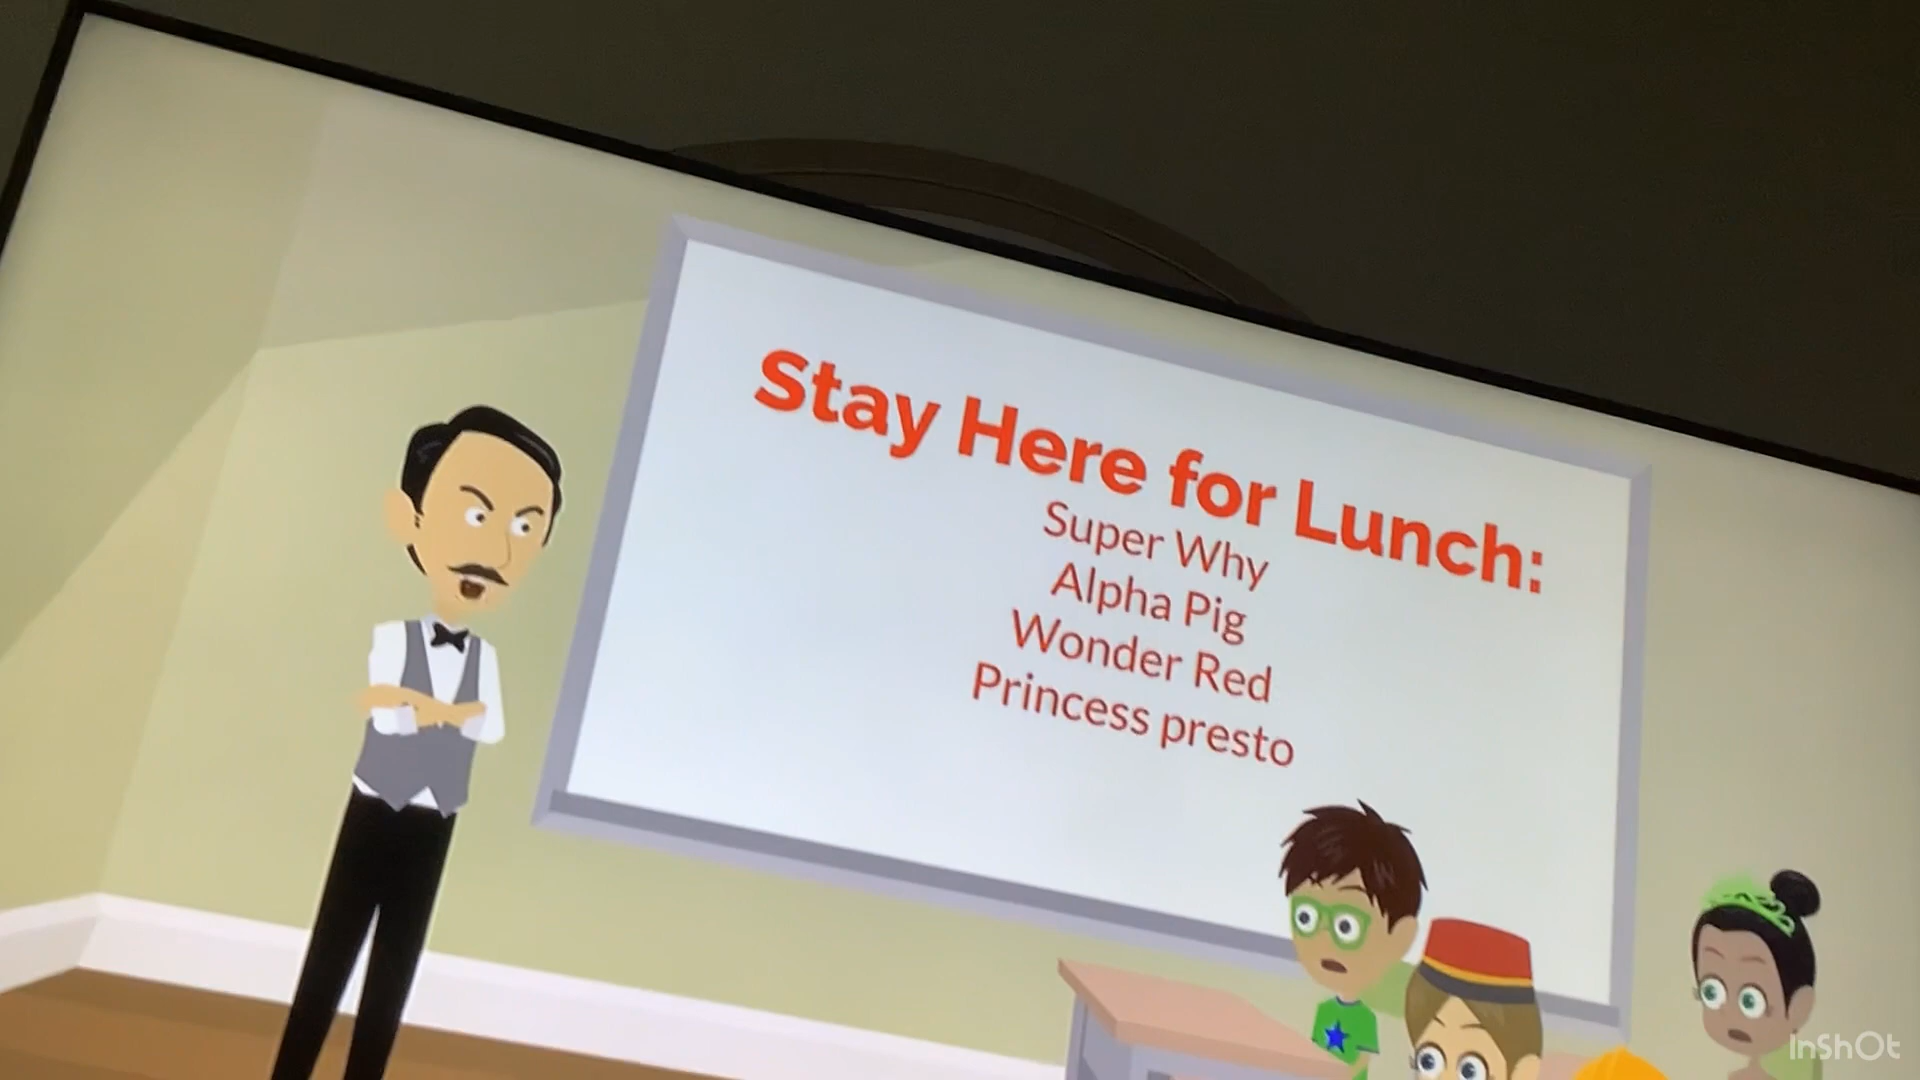 Stay Here for Lunch:
Super Why
Alpha Pig
Wonder Red
Princess presto
InShOt